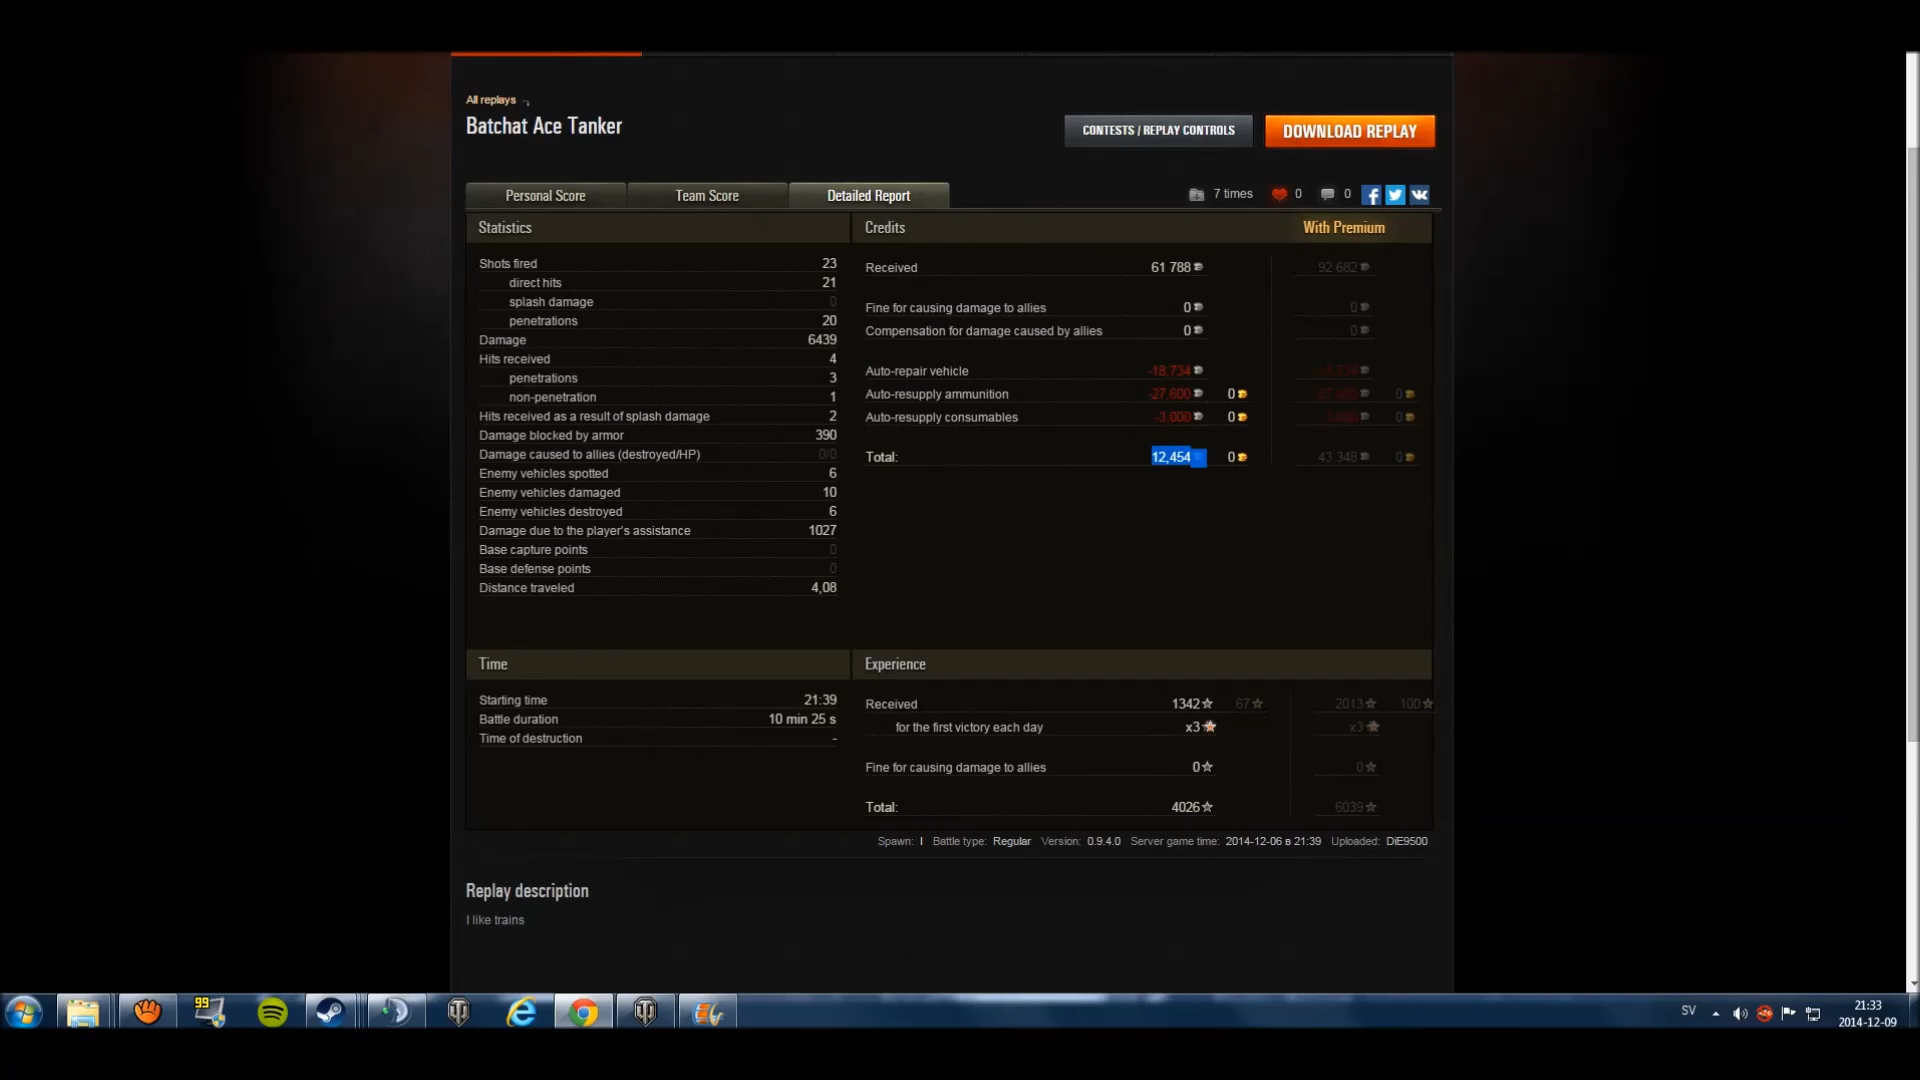 All replays
Batchat Ace Tanker
CONTESTS / REPLAY CONTROLS
DOWNLOAD REPLAY
Personal Score
Team Score
Detailed Report
7 times
0
0
Statistics
Shots fired 23
direct hits 21
splash damage 0
penetrations 20
Damage 6439
Hits received 4
penetrations 3
non-penetration 1
Hits received as a result of splash damage 2
Damage blocked by armor 390
Damage caused to allies (destroyed/HP) 0/0
Enemy vehicles spotted 6
Enemy vehicles damaged 10
Enemy vehicles destroyed 6
Damage due to the player's assistance 1027
Base capture points 0
Base defense points 0
Distance traveled 4,08
Credits With Premium
Received 61 788 92 682
Fine for causing damage to allies 0 0
Compensation for damage caused by allies 0 0
Auto-repair vehicle -18.734
Auto-resupply ammunition -27.600 0 0
Auto-resupply consumables -3.000 0 0
Total: 12,454 0 43 348 0
Time
Starting time 21:39
Battle duration 10 min 25 s
Time of destruction -
Experience
Received 1342 67 2013 100
for the first victory each day x3 x3
Fine for causing damage to allies 0 0
Total: 4026 6039
Spawn: I Battle type: Regular Version: 0.9.4.0 Server game time: 2014-12-06 в 21:39 Uploaded: DiE9500
Replay description
I like trains
99
SV
21:33
2014-12-09